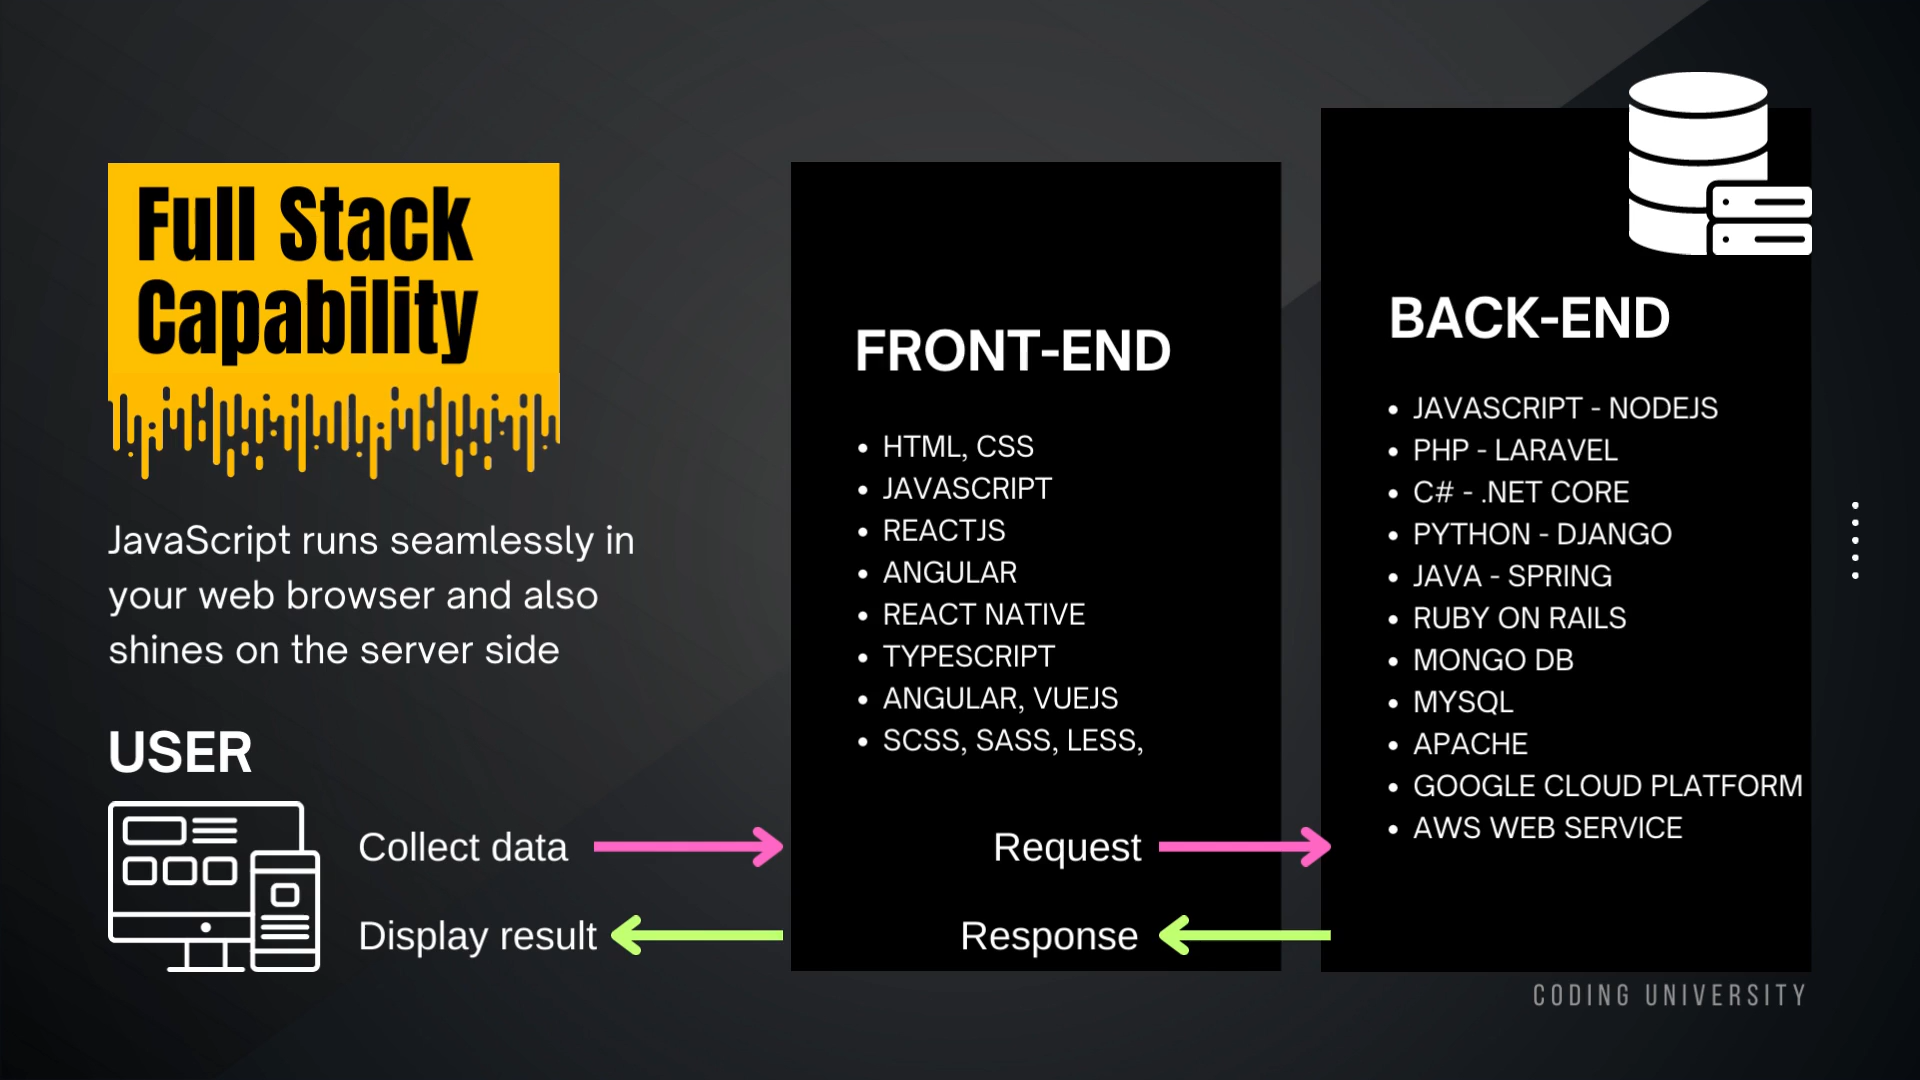 Full Stack
Capability
JavaScript runs seamlessly in
your web browser and also
shines on the server side
USER
Collect data
Display result
FRONT-END
HTML, CSS
JAVASCRIPT
REACTJS
ANGULAR
REACT NATIVE
TYPESCRIPT
ANGULAR, VUEJS
SCSS, SASS, LESS,
Request
Response
BACK-END
JAVASCRIPT - NODEJS
PHP - LARAVEL
C# - .NET CORE
PYTHON - DJANGO
JAVA - SPRING
RUBY ON RAILS
MONGO DB
MYSQL
APACHE
GOOGLE CLOUD PLATFORM
AWS WEB SERVICE
CODING UNIVERSITY